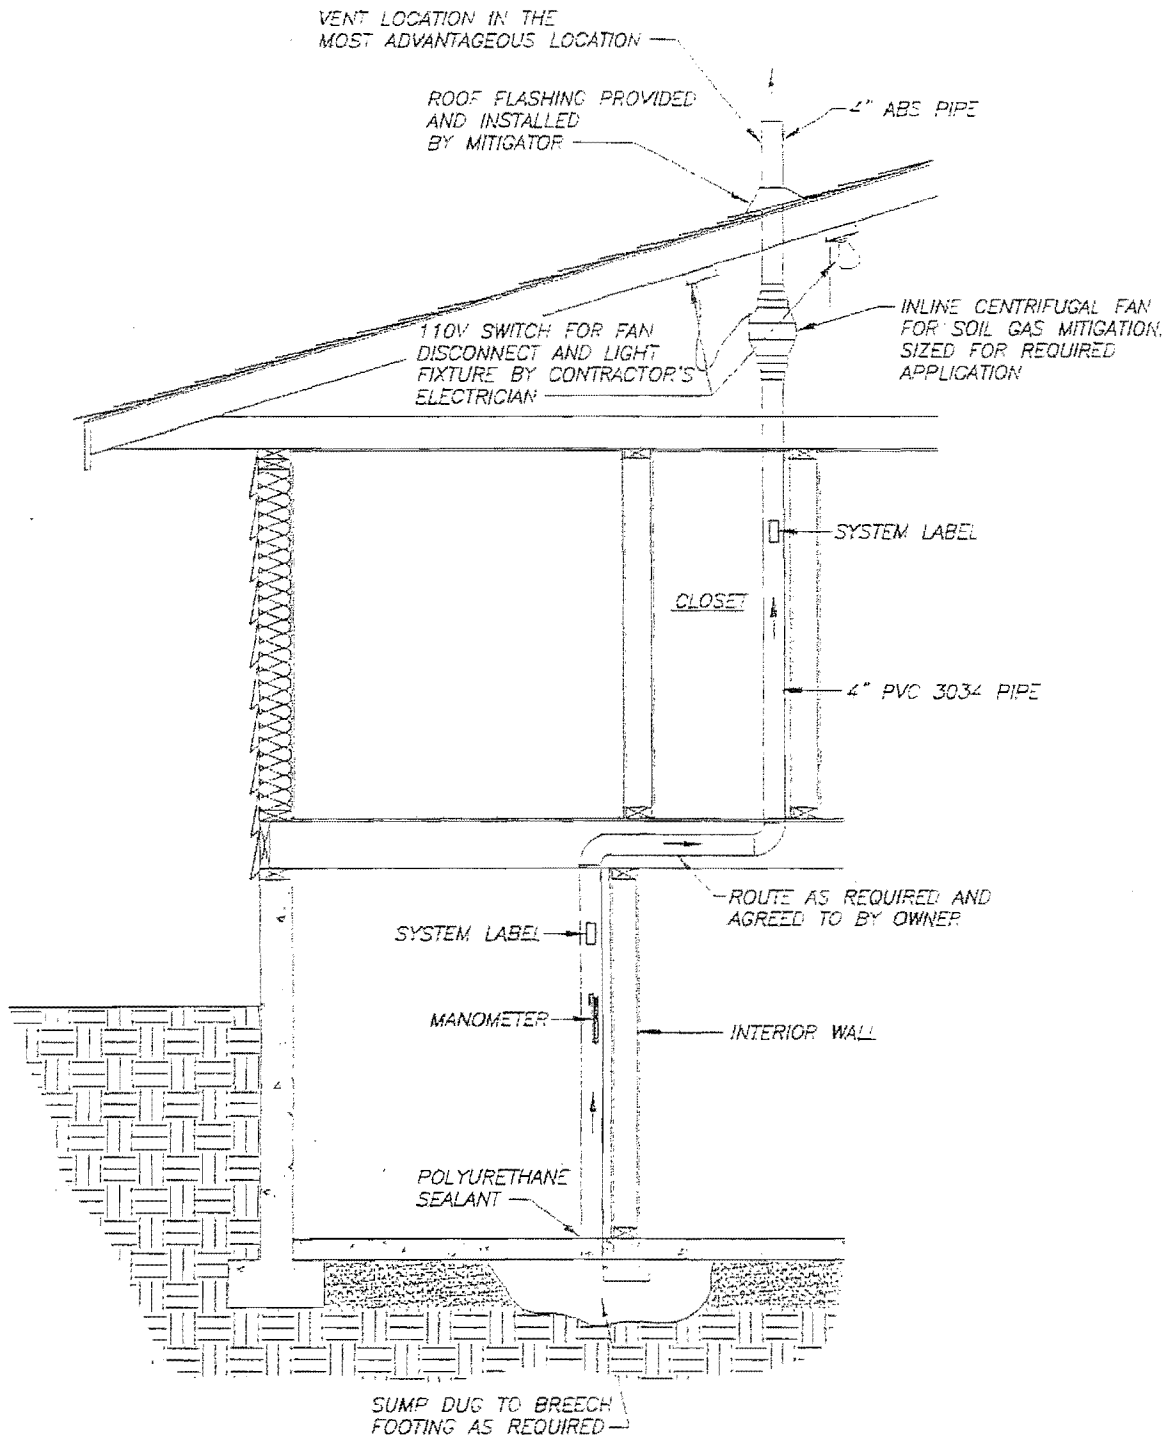 VENT LOCATION IN THE
MOST ADVANTAGEOUS LOCATION
ROOF FLASHING PROVIDED
AND INSTALLED
BY MITIGATOR
4" ABS PIPE
INLINE CENTRIFUGAL FAN
FOR SOIL GAS MITIGATION,
SIZED FOR REQUIRED
APPLICATION
110V SWITCH FOR FAN
DISCONNECT AND LIGHT
FIXTURE BY CONTRACTOR'S
ELECTRICIAN
SYSTEM LABEL
CLOSET
4" PVC 3034 PIPE
ROUTE AS REQUIRED AND
AGREED TO BY OWNER
SYSTEM LABEL
MANOMETER
INTERIOR WALL
POLYURETHANE
SEALANT
SUMP DUG TO BREECH
FOOTING AS REQUIRED